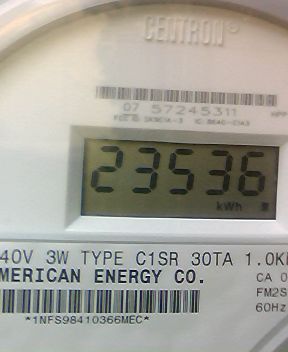 CENTRON®
07 57245311
23536
kWh
40V 3W TYPE C1SR 30TA 1.0K
MERICAN ENERGY CO.
CA 0
FM2S
60Hz
*1NFS98410366MEC*